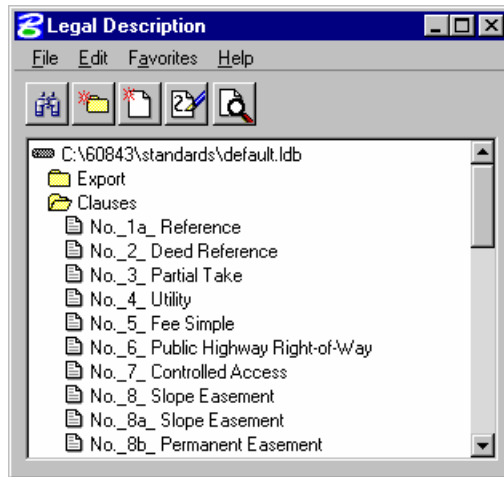 Legal Description
File Edit Favorites Help
C:\60843\standards\default.ldb
Export
Clauses
No._1a_ Reference
No._2_ Deed Reference
No._3_ Partial Take
No._4_ Utility
No._5_ Fee Simple
No._6_ Public Highway Right-of-Way
No._7_ Controlled Access
No._8_ Slope Easement
No._8a_ Slope Easement
No._8b_ Permanent Easement